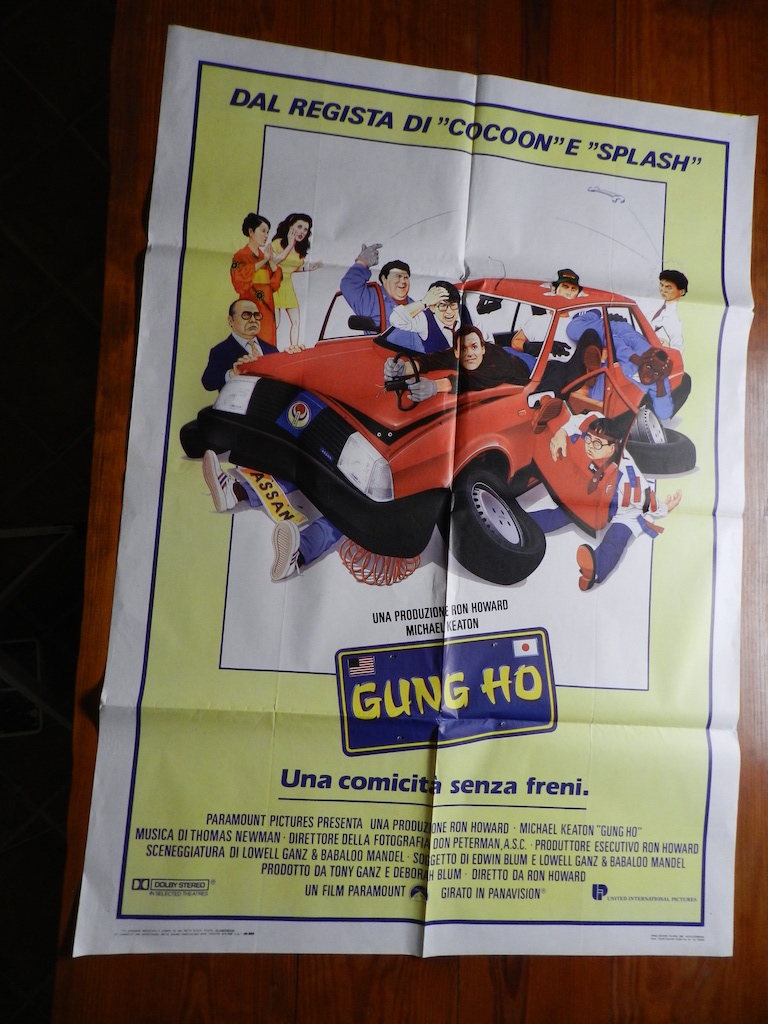 DAL REGISTA DI "COCOON" E "SPLASH"
ASSAN
UNA PRODUZIONE RON HOWARD
MICHAEL KEATON
GUNG HO
Una comicità senza freni.
PARAMOUNT PICTURES PRESENTA UNA PRODUZIONE RON HOWARD · MICHAEL KEATON "GUNG HO"
MUSICA DI THOMAS NEWMAN · DIRETTORE DELLA FOTOGRAFIA DON PETERMAN, A.S.C. · PRODUTTORE ESECUTIVO RON HOWARD
SCENEGGIATURA DI LOWELL GANZ & BABALOO MANDEL · SOGGETTO DI EDWIN BLUM E LOWELL GANZ & BABALOO MANDEL
PRODOTTO DA TONY GANZ E DEBORAH BLUM · DIRETTO DA RON HOWARD
DOLBY STEREO®
IN SELECTED THEATRES
UN FILM PARAMOUNT
GIRATO IN PANAVISION®
UNITED INTERNATIONAL PICTURES